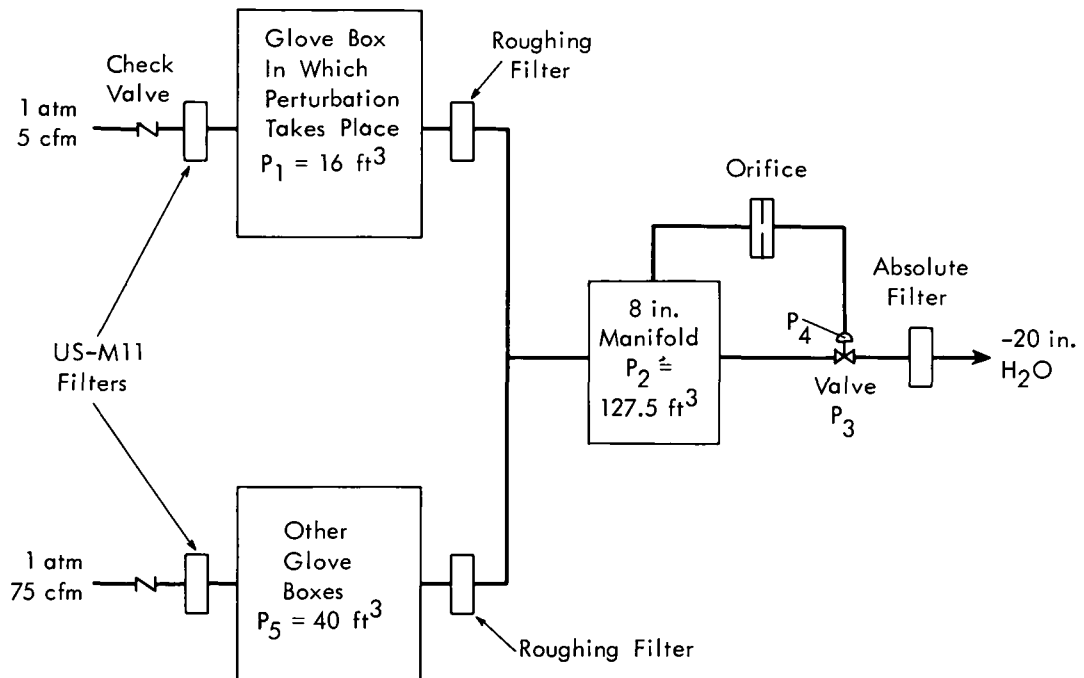 Glove Box
In Which
Perturbation
Takes Place
P1 = 16 ft³
Roughing
Filter
Check
Valve
1 atm
5 cfm
Orifice
Absolute
Filter
8 in.
Manifold
P2 ≐
127.5 ft³
P4
Valve
P3
-20 in.
H2O
US-M11
Filters
Other
Glove
Boxes
P5 = 40 ft³
1 atm
75 cfm
Roughing Filter